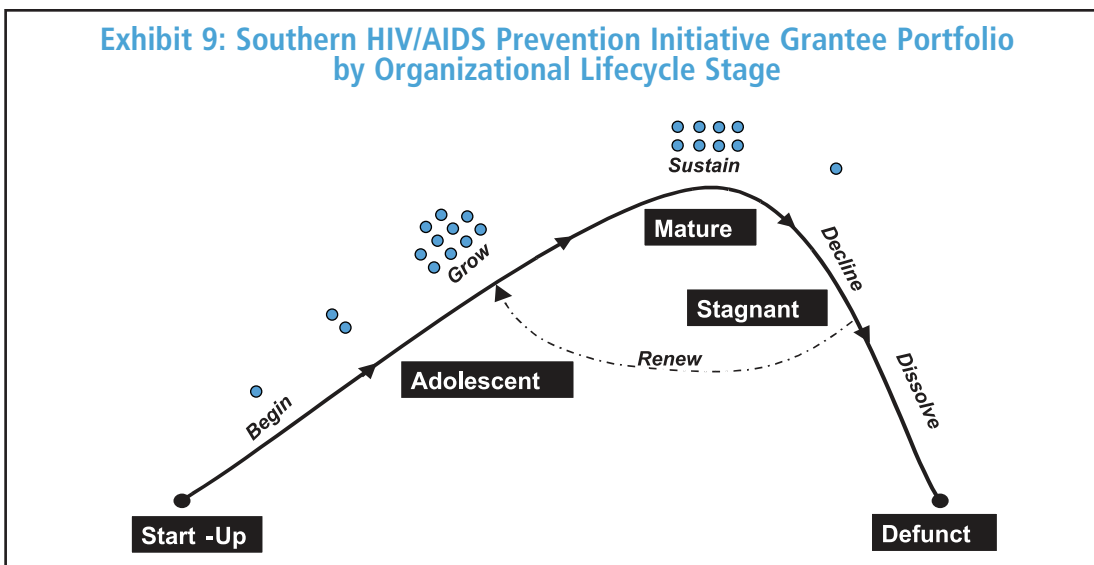 Exhibit 9: Southern HIV/AIDS Prevention Initiative Grantee Portfolio
by Organizational Lifecycle Stage
Sustain
Mature
Grow
Decline
Stagnant
Renew
Adolescent
Dissolve
Begin
Start -Up
Defunct